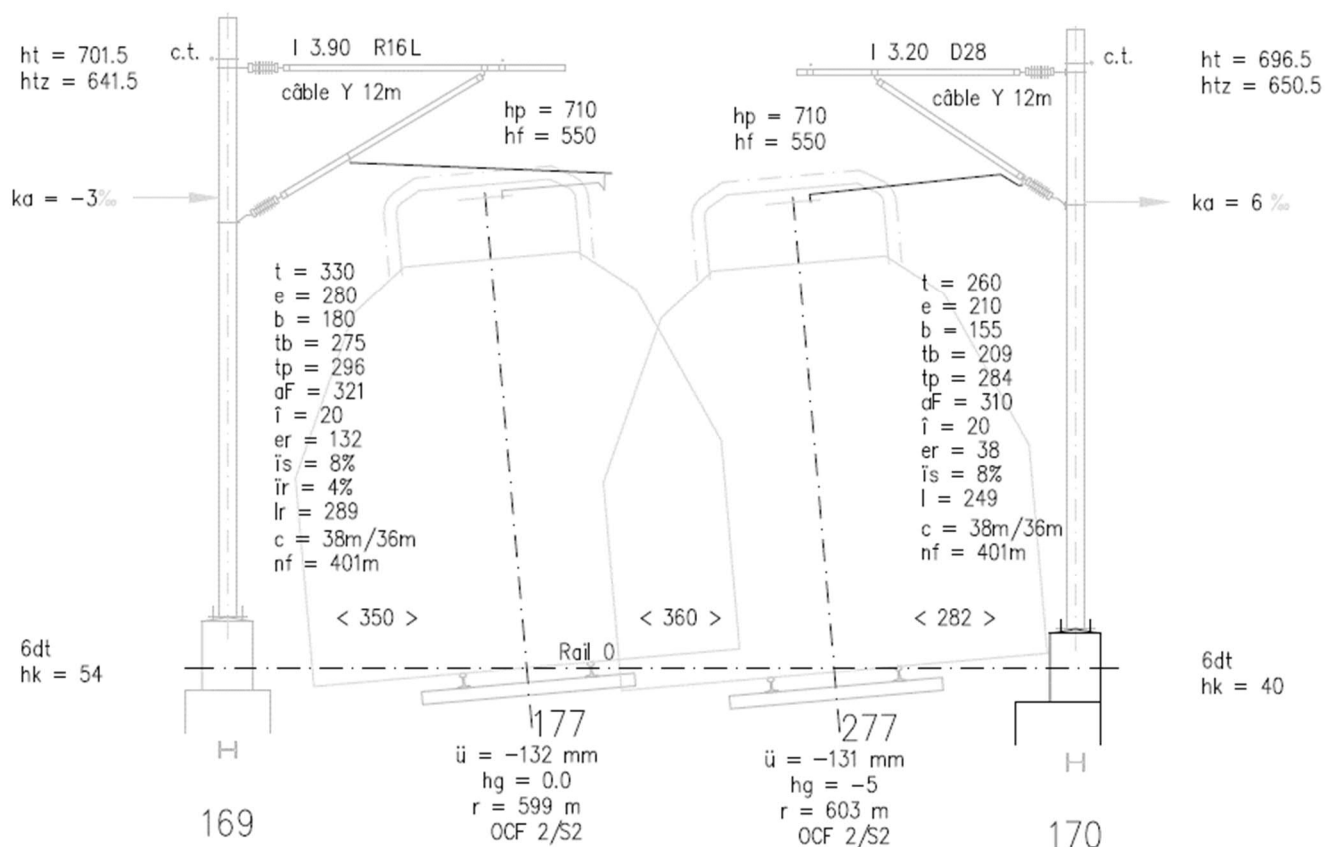 ht = 701.5
htz = 641.5
c.t.
I 3.90 R16L
câble Y 12m
hp = 710
hf = 550
ka = -3‰
t = 330
e = 280
b = 180
tb = 275
tp = 296
aF = 321
î = 20
er = 132
ïs = 8%
ïr = 4%
lr = 289
c = 38m/36m
nf = 401m
< 350 >
6dt
hk = 54
H
169
I 3.20 D28
câble Y 12m
c.t.
ht = 696.5
htz = 650.5
hp = 710
hf = 550
ka = 6 ‰
t = 260
e = 210
b = 155
tb = 209
tp = 284
aF = 310
î = 20
er = 38
ïs = 8%
l = 249
c = 38m/36m
nf = 401m
< 360 >
< 282 >
Rail 0
6dt
hk = 40
177
ü = -132 mm
hg = 0.0
r = 599 m
OCF 2/S2
277
ü = -131 mm
hg = -5
r = 603 m
OCF 2/S2
H
170